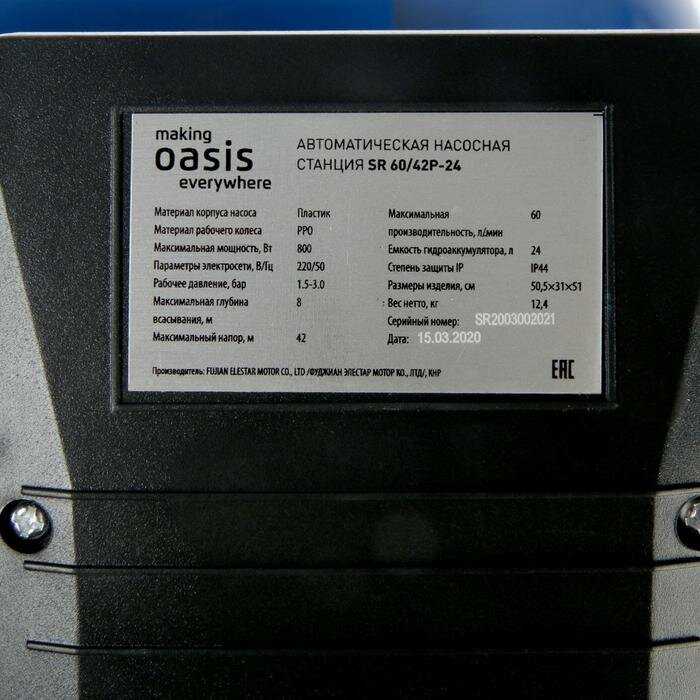 making
oasis
everywhere
АВТОМАТИЧЕСКАЯ НАСОСНАЯ
СТАНЦИЯ SR 60/42P-24
Материал корпуса насоса Пластик
Материал рабочего колеса PPO
Максимальная мощность, Вт 800
Параметры электросети, В/Гц 220/50
Рабочее давление, бар 1.5-3.0
Максимальная глубина 8
всасывания, м
Максимальный напор, м 42
Максимальная 60
производительность, л/мин
Емкость гидроаккумулятора, л 24
Степень защиты IP IP44
Размеры изделия, см 50,5×31×51
Вес нетто, кг 12,4
Серийный номер: SR2003002021
Дата: 15.03.2020
Производитель: FUJIAN ELESTAR MOTOR CO., LTD /ФУДЖИАН ЭЛЕСТАР МОТОР КО., ЛТД/, КНР
EAC